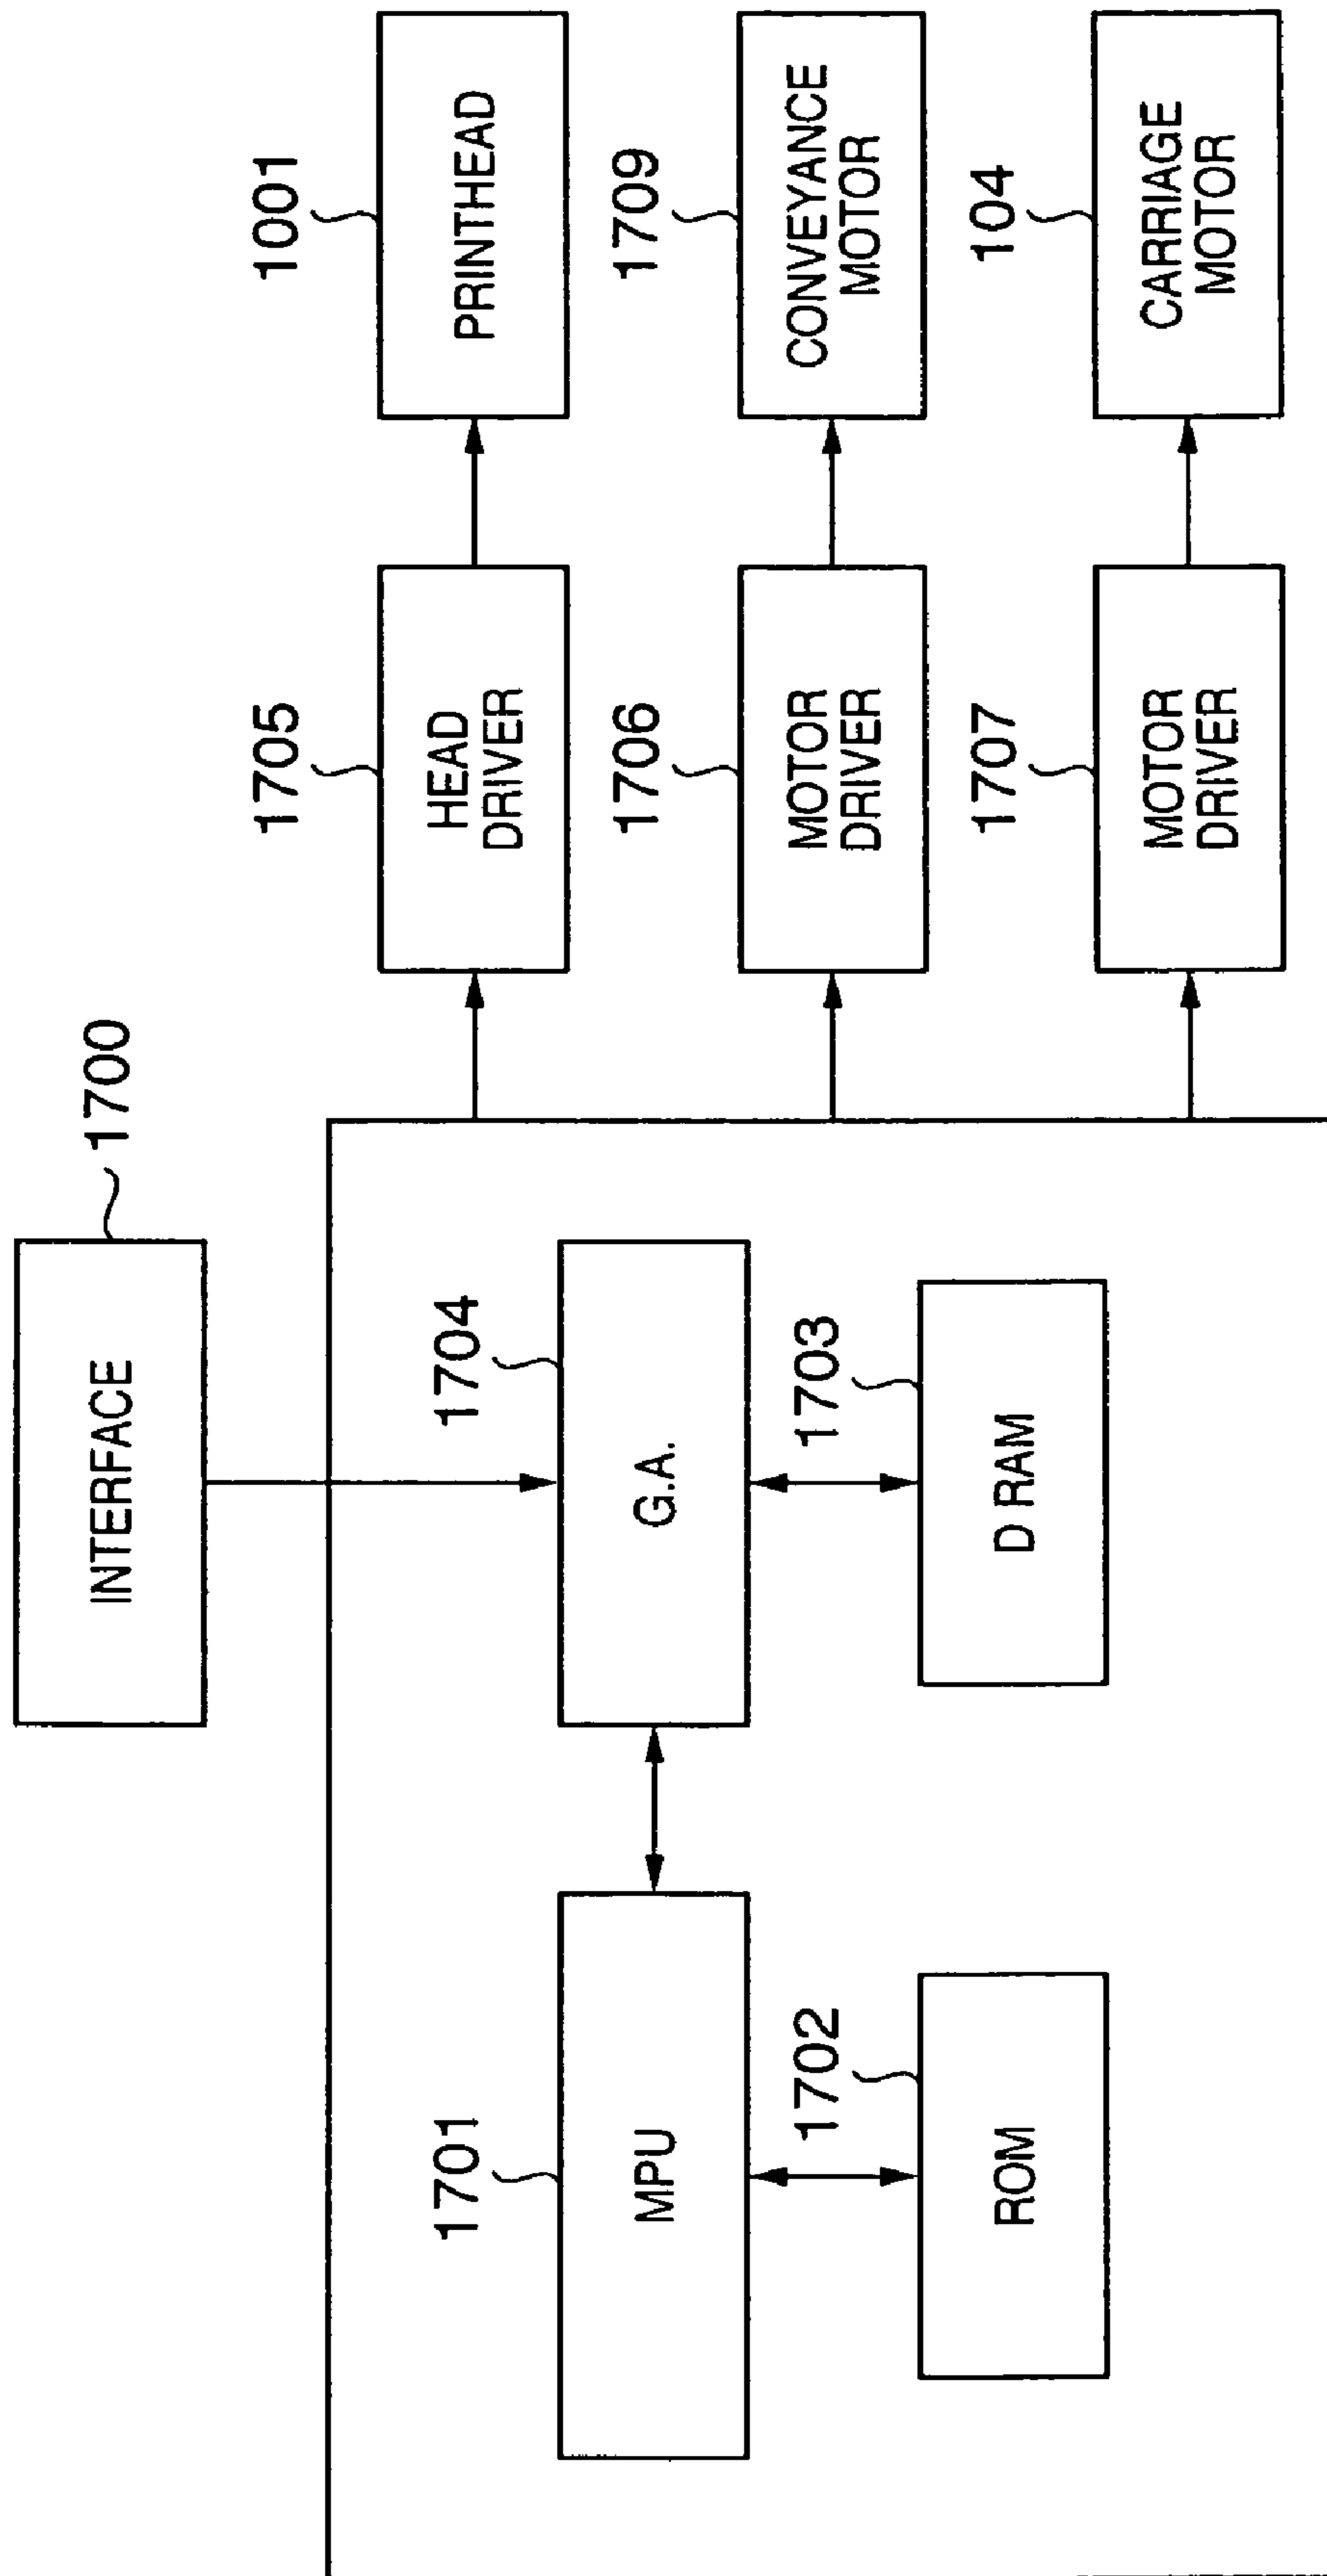 INTERFACE
1700
1701
MPU
1702
ROM
1704
G.A.
1703
D RAM
1705
HEAD
DRIVER
1001
PRINTHEAD
1706
MOTOR
DRIVER
1709
CONVEYANCE
MOTOR
1707
MOTOR
DRIVER
104
CARRIAGE
MOTOR